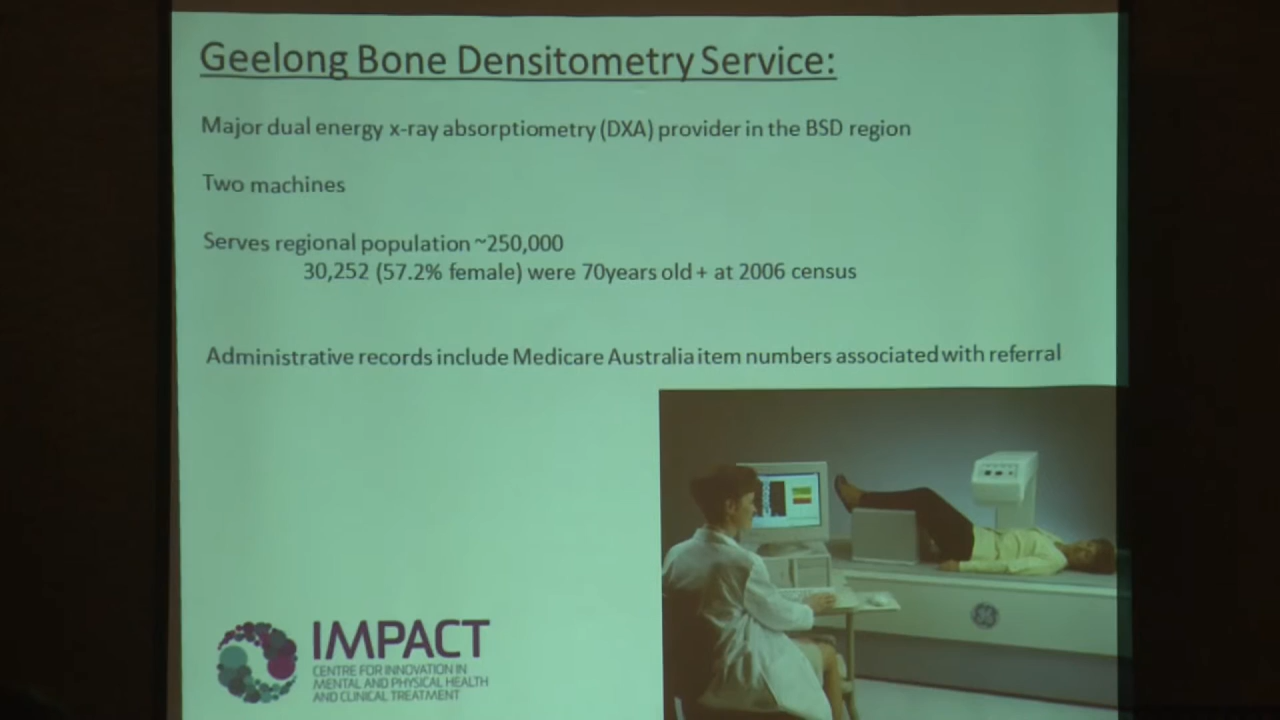 Geelong Bone Densitometry Service:
Major dual energy x-ray absorptiometry (DXA) provider in the BSD region
Two machines
Serves regional population ~250,000
30,252 (57.2% female) were 70years old + at 2006 census
Administrative records include Medicare Australia item numbers associated with referral
IMPACT
CENTRE FOR INNOVATION IN
MENTAL AND PHYSICAL HEALTH
AND CLINICAL TREATMENT
GE